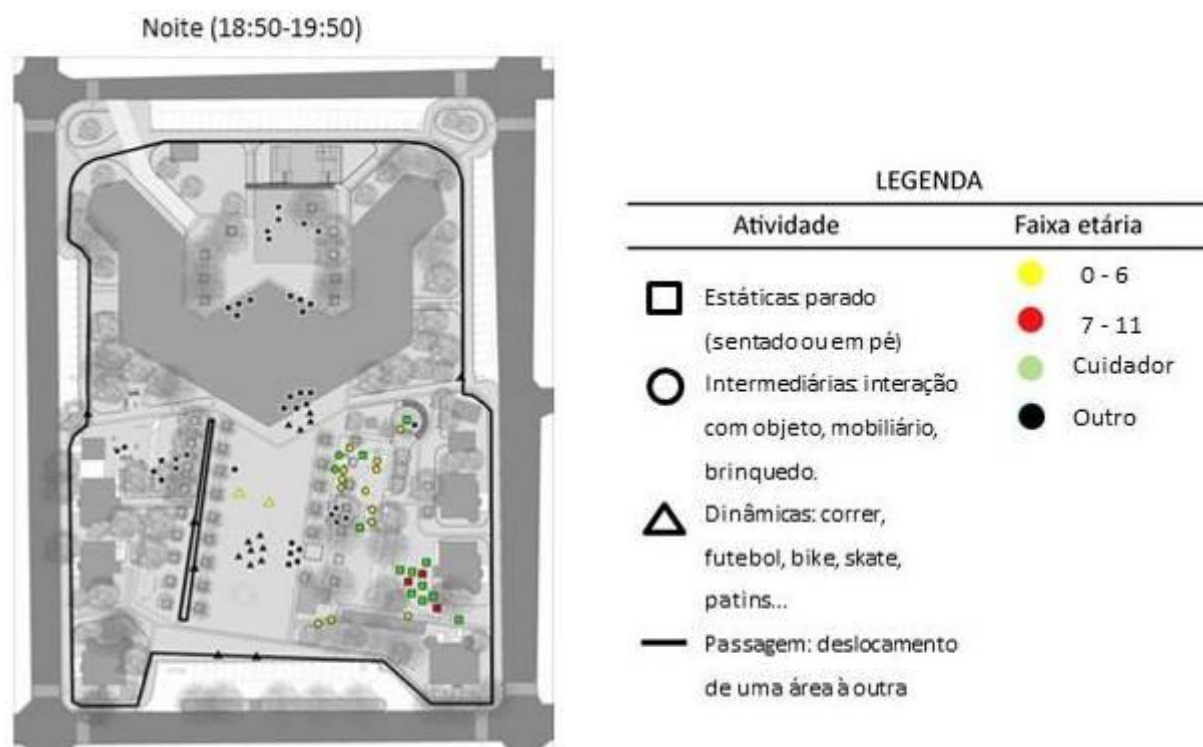 Noite (18:50-19:50)
LEGENDA
Atividade Faixa etária
Estáticas: parado
(sentado ou em pé)
Intermediárias: interação
com objeto, mobiliário,
brinquedo.
Dinâmicas: correr,
futebol, bike, skate,
patins...
Passagem: deslocamento
de uma área à outra
0 - 6
7 - 11
Cuidador
Outro